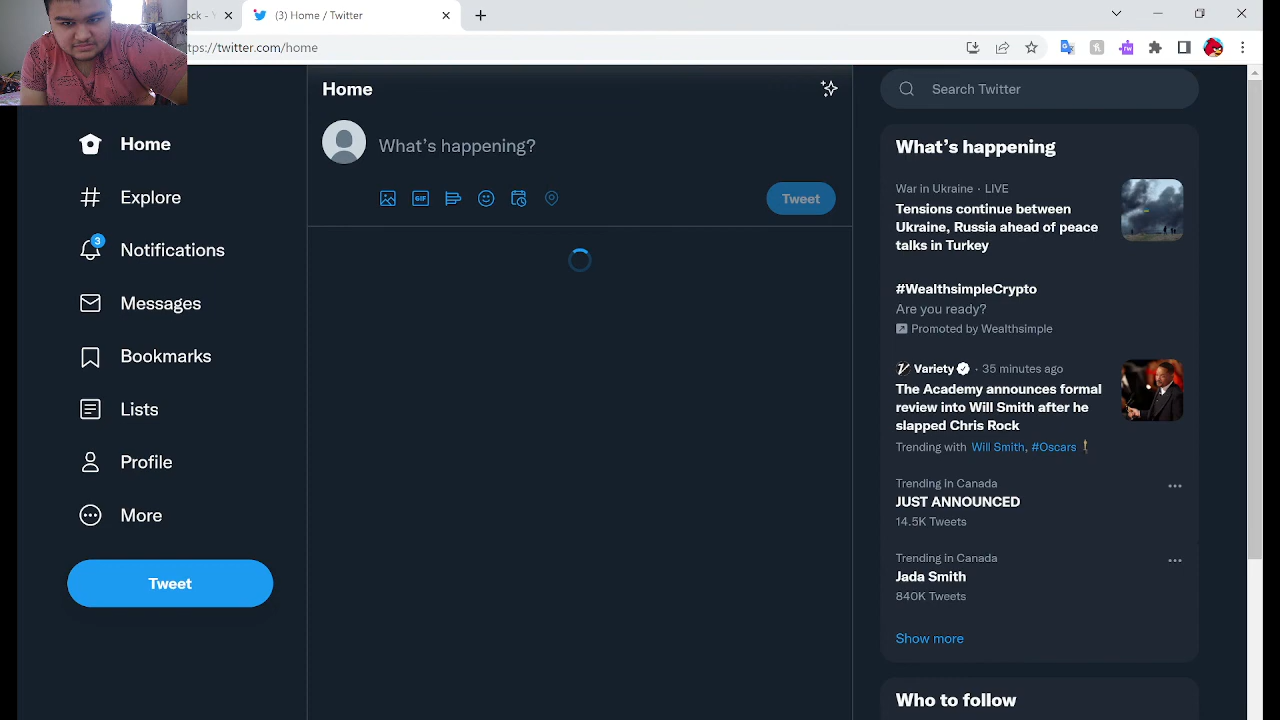 ock - \
(3) Home / Twitter
ttps://twitter.com/home
Home
Search Twitter
What's happening?
GIF
Tweet
Home
Explore
3
Notifications
Messages
Bookmarks
Lists
Profile
More
Tweet
What's happening
War in Ukraine · LIVE
Tensions continue between
Ukraine, Russia ahead of peace
talks in Turkey
#WealthsimpleCrypto
Are you ready?
Promoted by Wealthsimple
Variety · 35 minutes ago
The Academy announces formal
review into Will Smith after he
slapped Chris Rock
Trending with Will Smith, #Oscars
Trending in Canada
JUST ANNOUNCED
14.5K Tweets
Trending in Canada
Jada Smith
840K Tweets
Show more
Who to follow